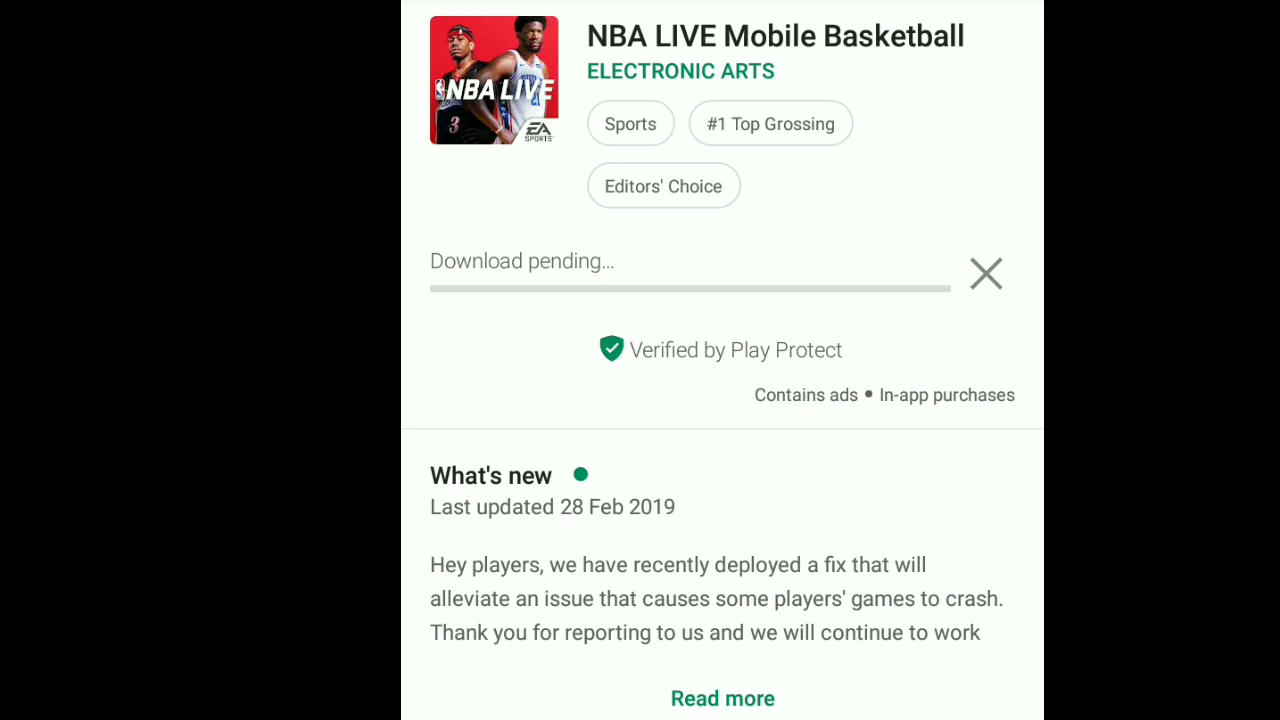 NBA LIVE
3
21
EA
SPORTS
NBA LIVE Mobile Basketball
ELECTRONIC ARTS
Sports
#1 Top Grossing
Editors' Choice
Download pending...
Verified by Play Protect
Contains ads • In-app purchases
What's new
Last updated 28 Feb 2019
Hey players, we have recently deployed a fix that will
alleviate an issue that causes some players' games to crash.
Thank you for reporting to us and we will continue to work
Read more